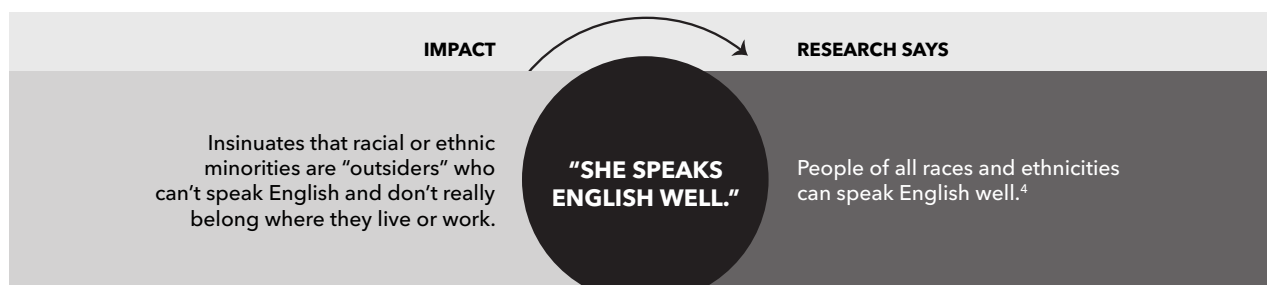 IMPACT
RESEARCH SAYS
Insinuates that racial or ethnic
minorities are “outsiders” who
can’t speak English and don’t really
belong where they live or work.
“SHE SPEAKS
ENGLISH WELL.”
People of all races and ethnicities
can speak English well.4